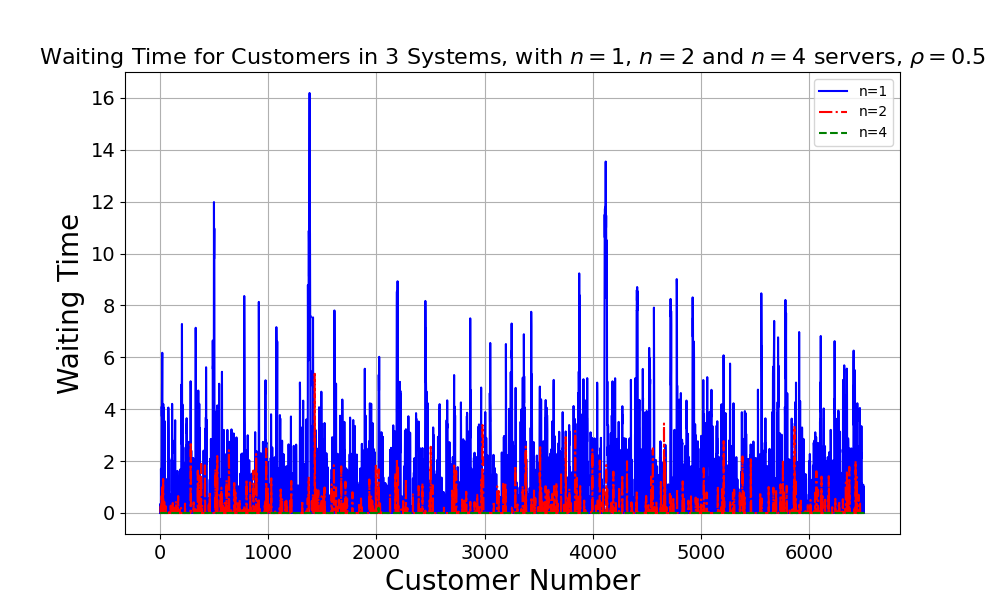 Waiting Time for Customers in 3 Systems, with n = 1, n = 2 and n = 4 servers, ρ = 0.5
n=1
n=2
n=4
16
14
12
10
8
6
4
2
0
Waiting Time
0 1000 2000 3000 4000 5000 6000
Customer Number